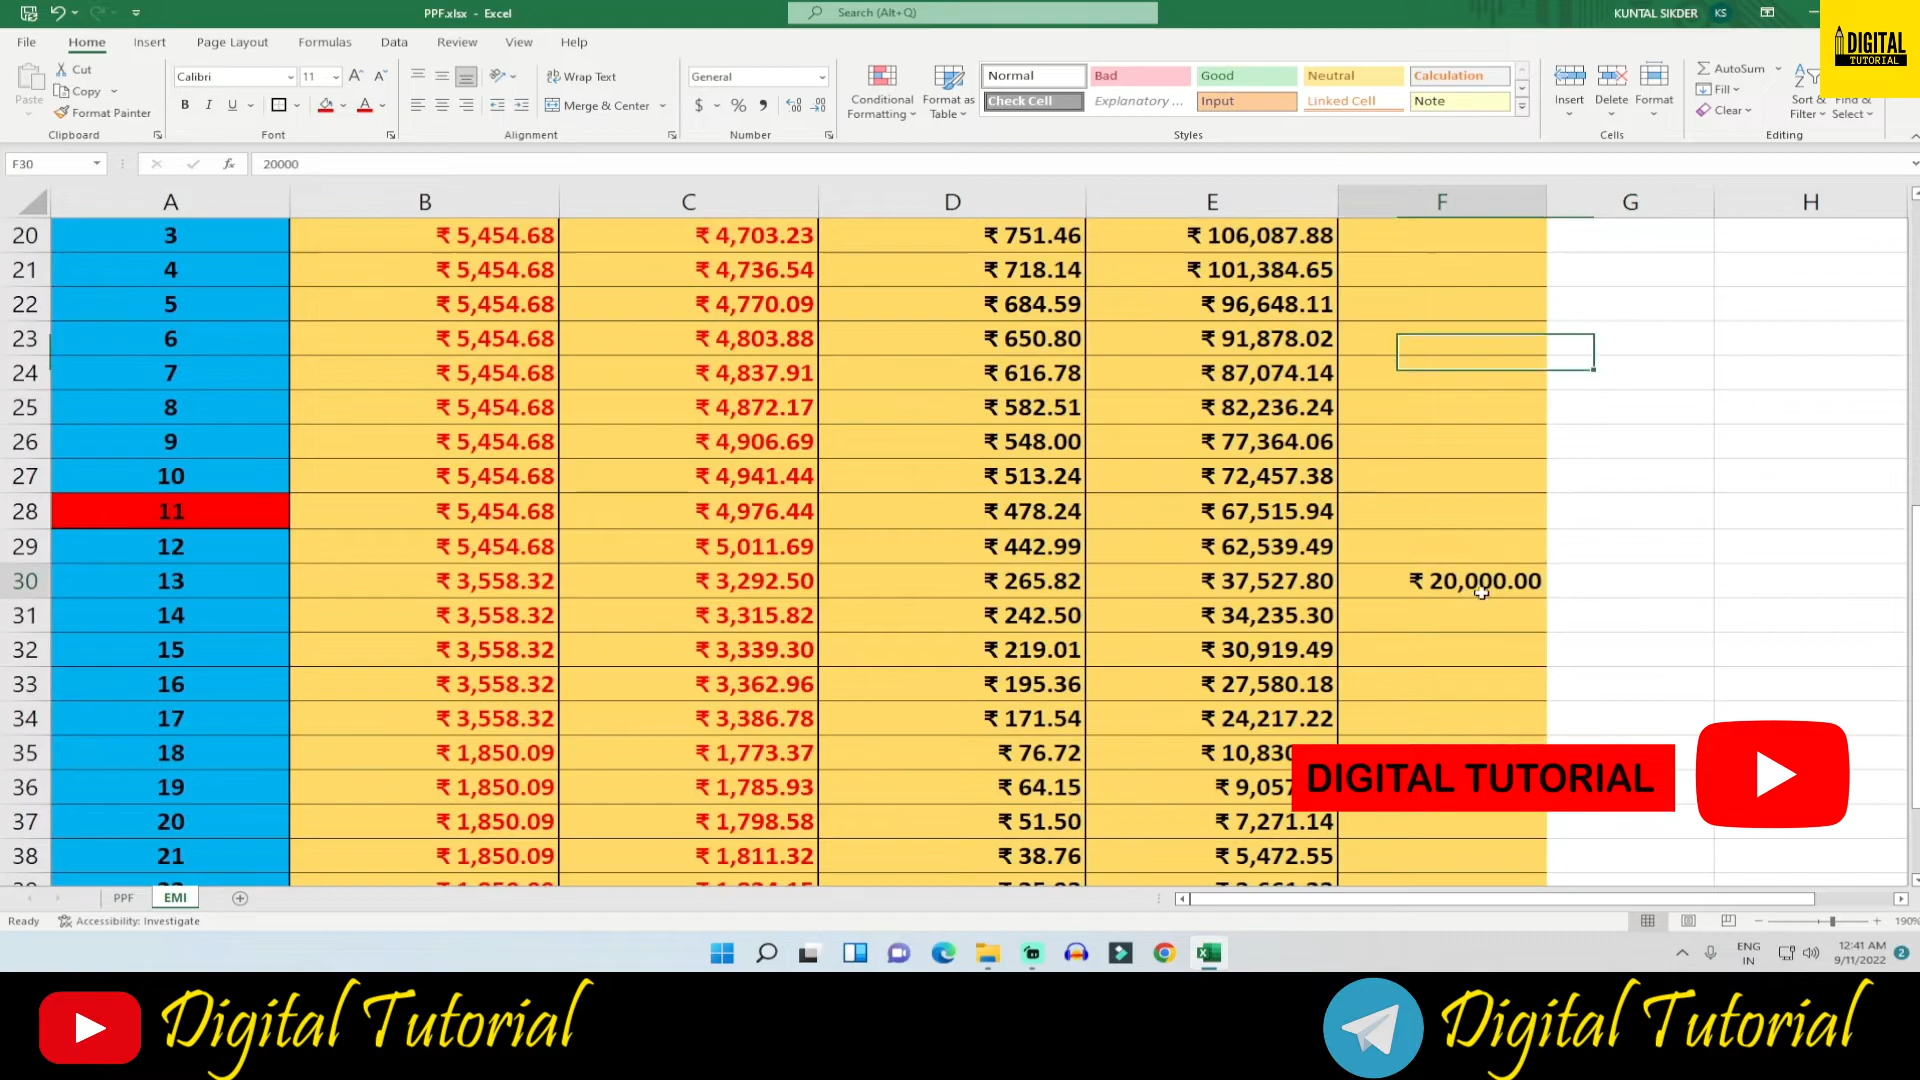 PPF.xlsx - Excel
Search (Alt+Q)
KUNTAL SIKDER KS
DIGITAL
TUTORIAL
File Home Insert Page Layout Formulas Data Review View Help
Paste
Cut
Copy
Format Painter
Clipboard
Calibri 11
B I U
Font
Wrap Text
Merge & Center
Alignment
General
$ %
Number
Conditional Formatting
Format as Table
Normal Bad Good Neutral Calculation
Check Cell Explanatory ... Input Linked Cell Note
Styles
Insert Delete Format
Cells
AutoSum
Fill
Clear
Sort & Filter
Find & Select
Editing
F30 fx 20000
A B C D E F G H
20 3 ₹ 5,454.68 ₹ 4,703.23 ₹ 751.46 ₹ 106,087.88
21 4 ₹ 5,454.68 ₹ 4,736.54 ₹ 718.14 ₹ 101,384.65
22 5 ₹ 5,454.68 ₹ 4,770.09 ₹ 684.59 ₹ 96,648.11
23 6 ₹ 5,454.68 ₹ 4,803.88 ₹ 650.80 ₹ 91,878.02
24 7 ₹ 5,454.68 ₹ 4,837.91 ₹ 616.78 ₹ 87,074.14
25 8 ₹ 5,454.68 ₹ 4,872.17 ₹ 582.51 ₹ 82,236.24
26 9 ₹ 5,454.68 ₹ 4,906.69 ₹ 548.00 ₹ 77,364.06
27 10 ₹ 5,454.68 ₹ 4,941.44 ₹ 513.24 ₹ 72,457.38
28 11 ₹ 5,454.68 ₹ 4,976.44 ₹ 478.24 ₹ 67,515.94
29 12 ₹ 5,454.68 ₹ 5,011.69 ₹ 442.99 ₹ 62,539.49
30 13 ₹ 3,558.32 ₹ 3,292.50 ₹ 265.82 ₹ 37,527.80 ₹ 20,000.00
31 14 ₹ 3,558.32 ₹ 3,315.82 ₹ 242.50 ₹ 34,235.30
32 15 ₹ 3,558.32 ₹ 3,339.30 ₹ 219.01 ₹ 30,919.49
33 16 ₹ 3,558.32 ₹ 3,362.96 ₹ 195.36 ₹ 27,580.18
34 17 ₹ 3,558.32 ₹ 3,386.78 ₹ 171.54 ₹ 24,217.22
35 18 ₹ 1,850.09 ₹ 1,773.37 ₹ 76.72 ₹ 10,830
36 19 ₹ 1,850.09 ₹ 1,785.93 ₹ 64.15 ₹ 9,057
37 20 ₹ 1,850.09 ₹ 1,798.58 ₹ 51.50 ₹ 7,271.14
38 21 ₹ 1,850.09 ₹ 1,811.32 ₹ 38.76 ₹ 5,472.55
DIGITAL TUTORIAL
PPF EMI
Ready Accessibility: Investigate
190%
ENG
IN
12:41 AM
9/11/2022
2
Digital Tutorial
Digital Tutorial